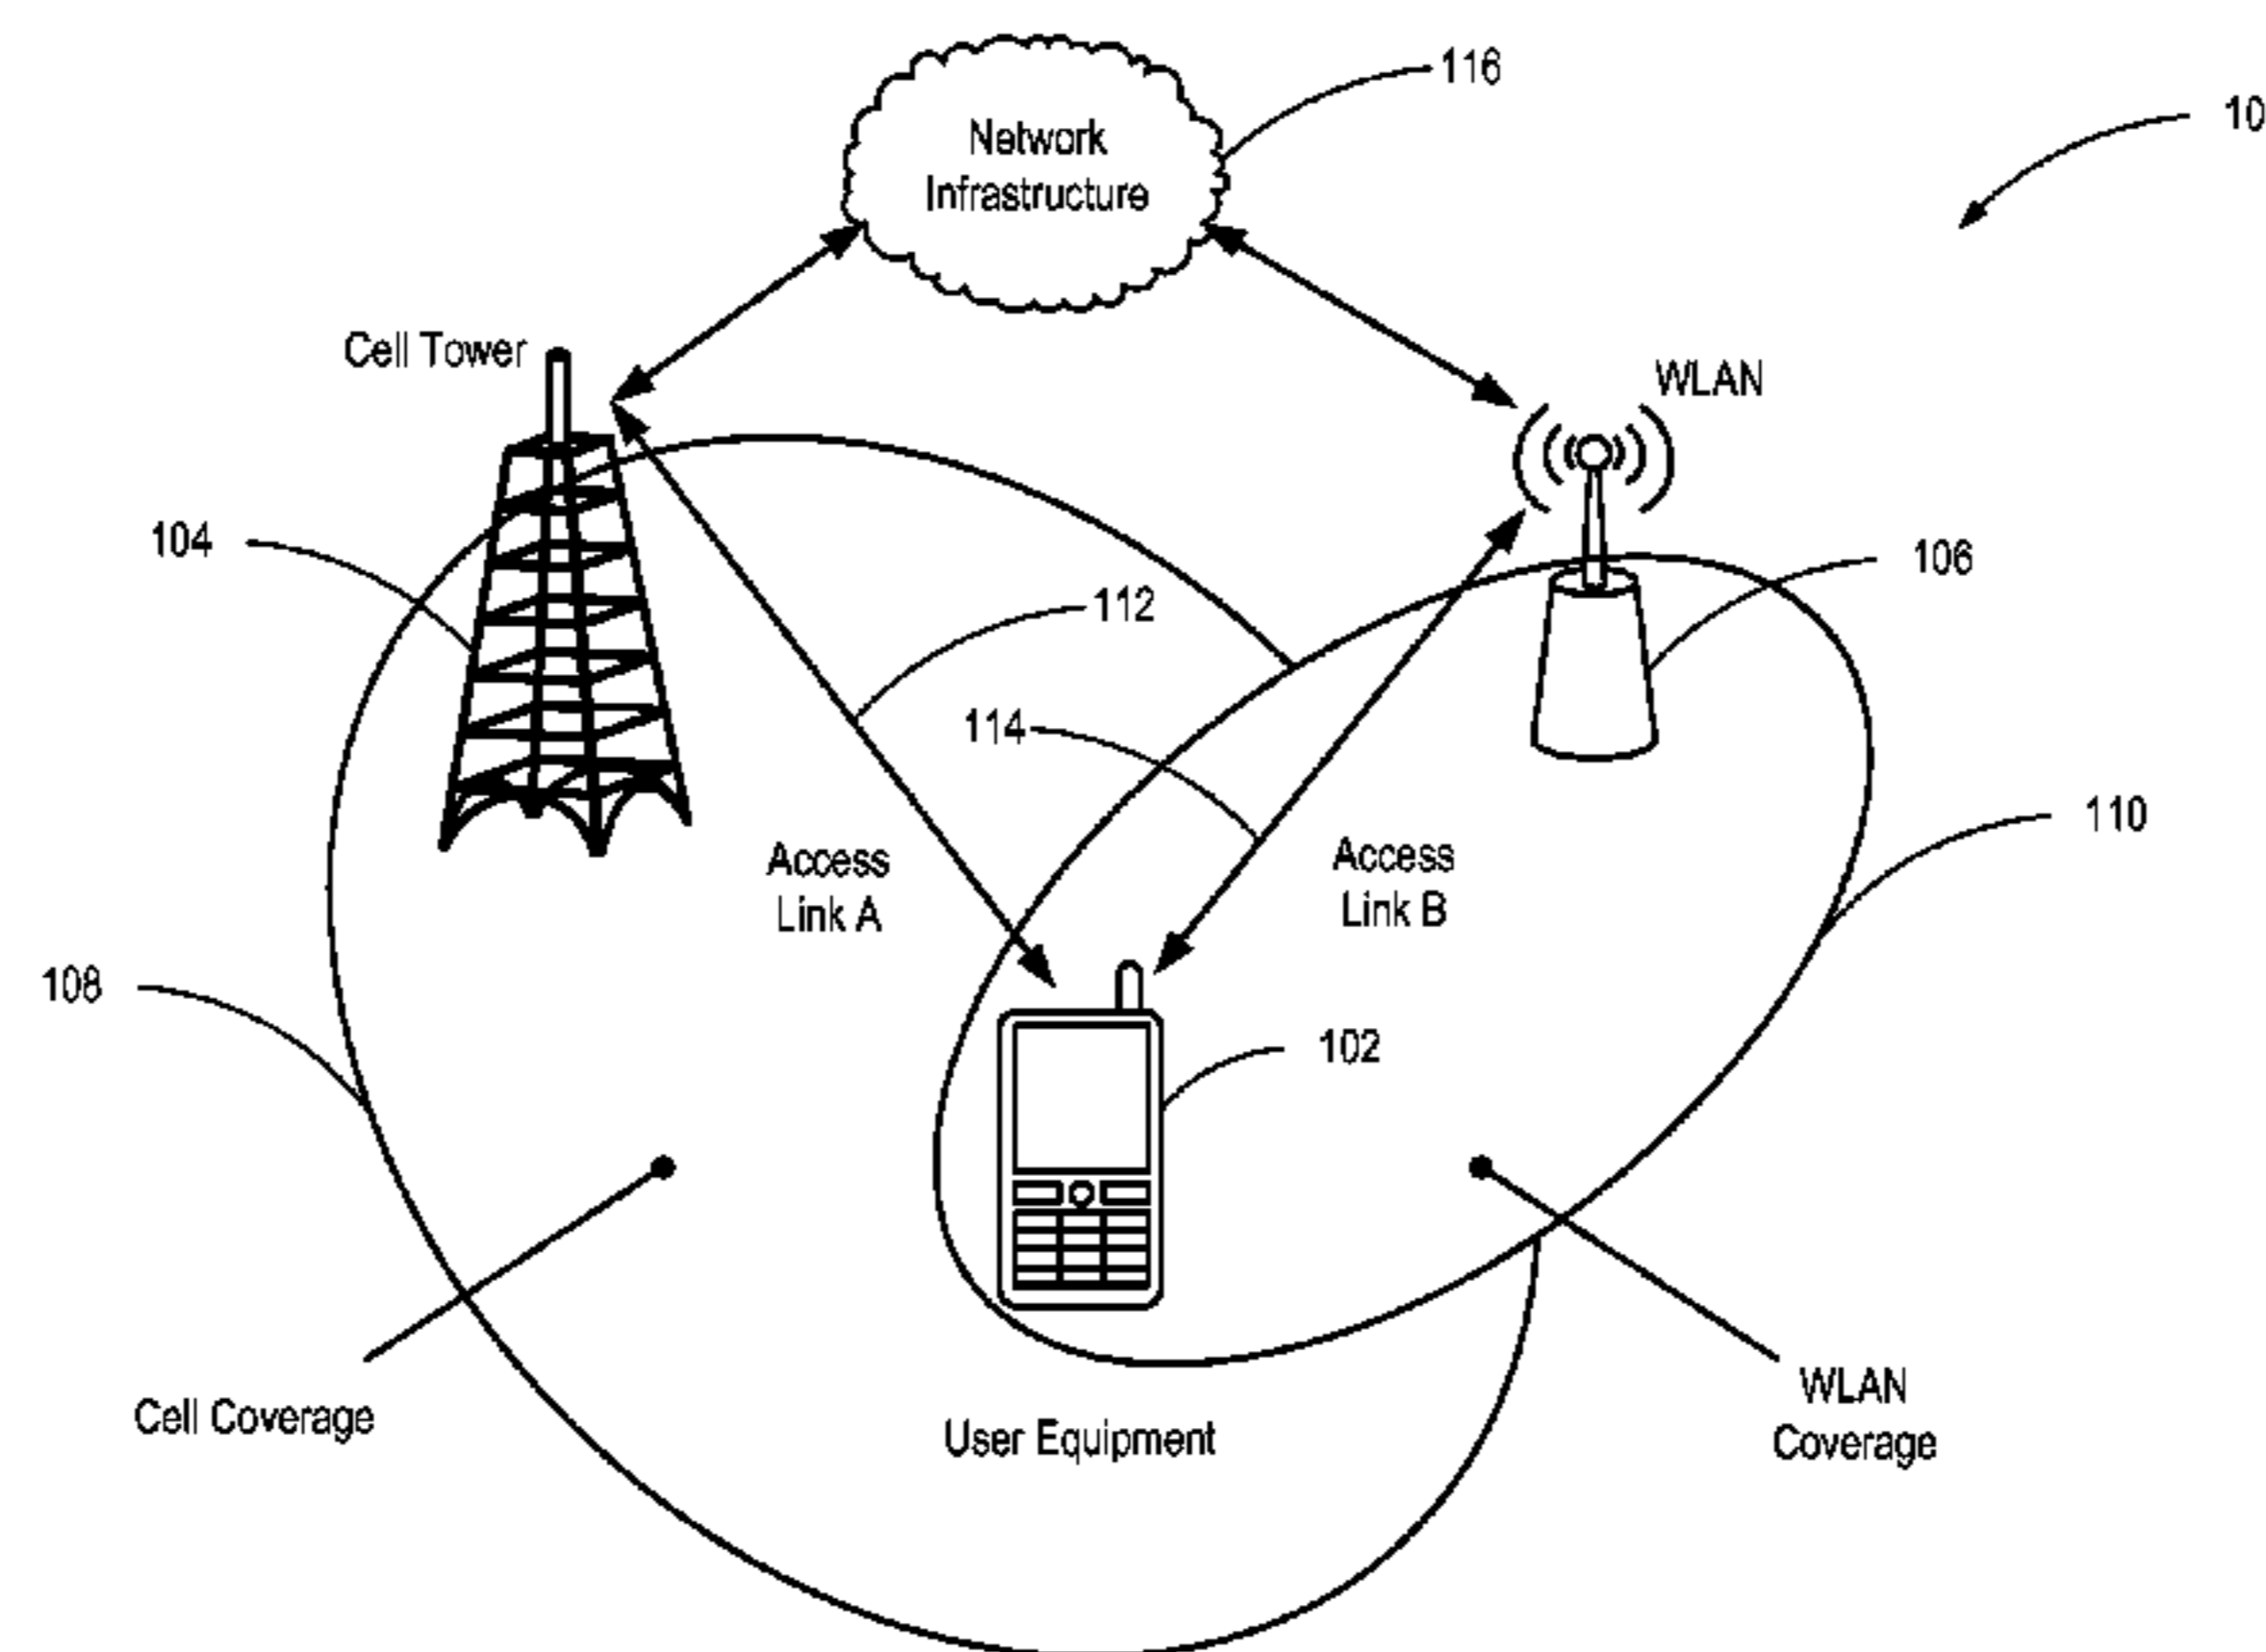 116
10
Network
Infrastructure
Cell Tower
WLAN
104
106
112
114
110
Access
Link A
Access
Link B
108
102
Cell Coverage
User Equipment
WLAN
Coverage